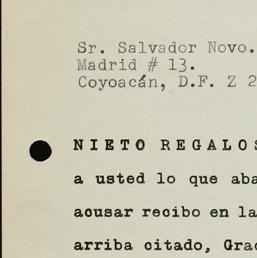 Sr. Salvador Novo.
Madrid # 13.
Coyoacán, D.F. Z 2
NIETO REGALOS
a usted lo que aba
acusar recibo en la
arriba citado, Grac